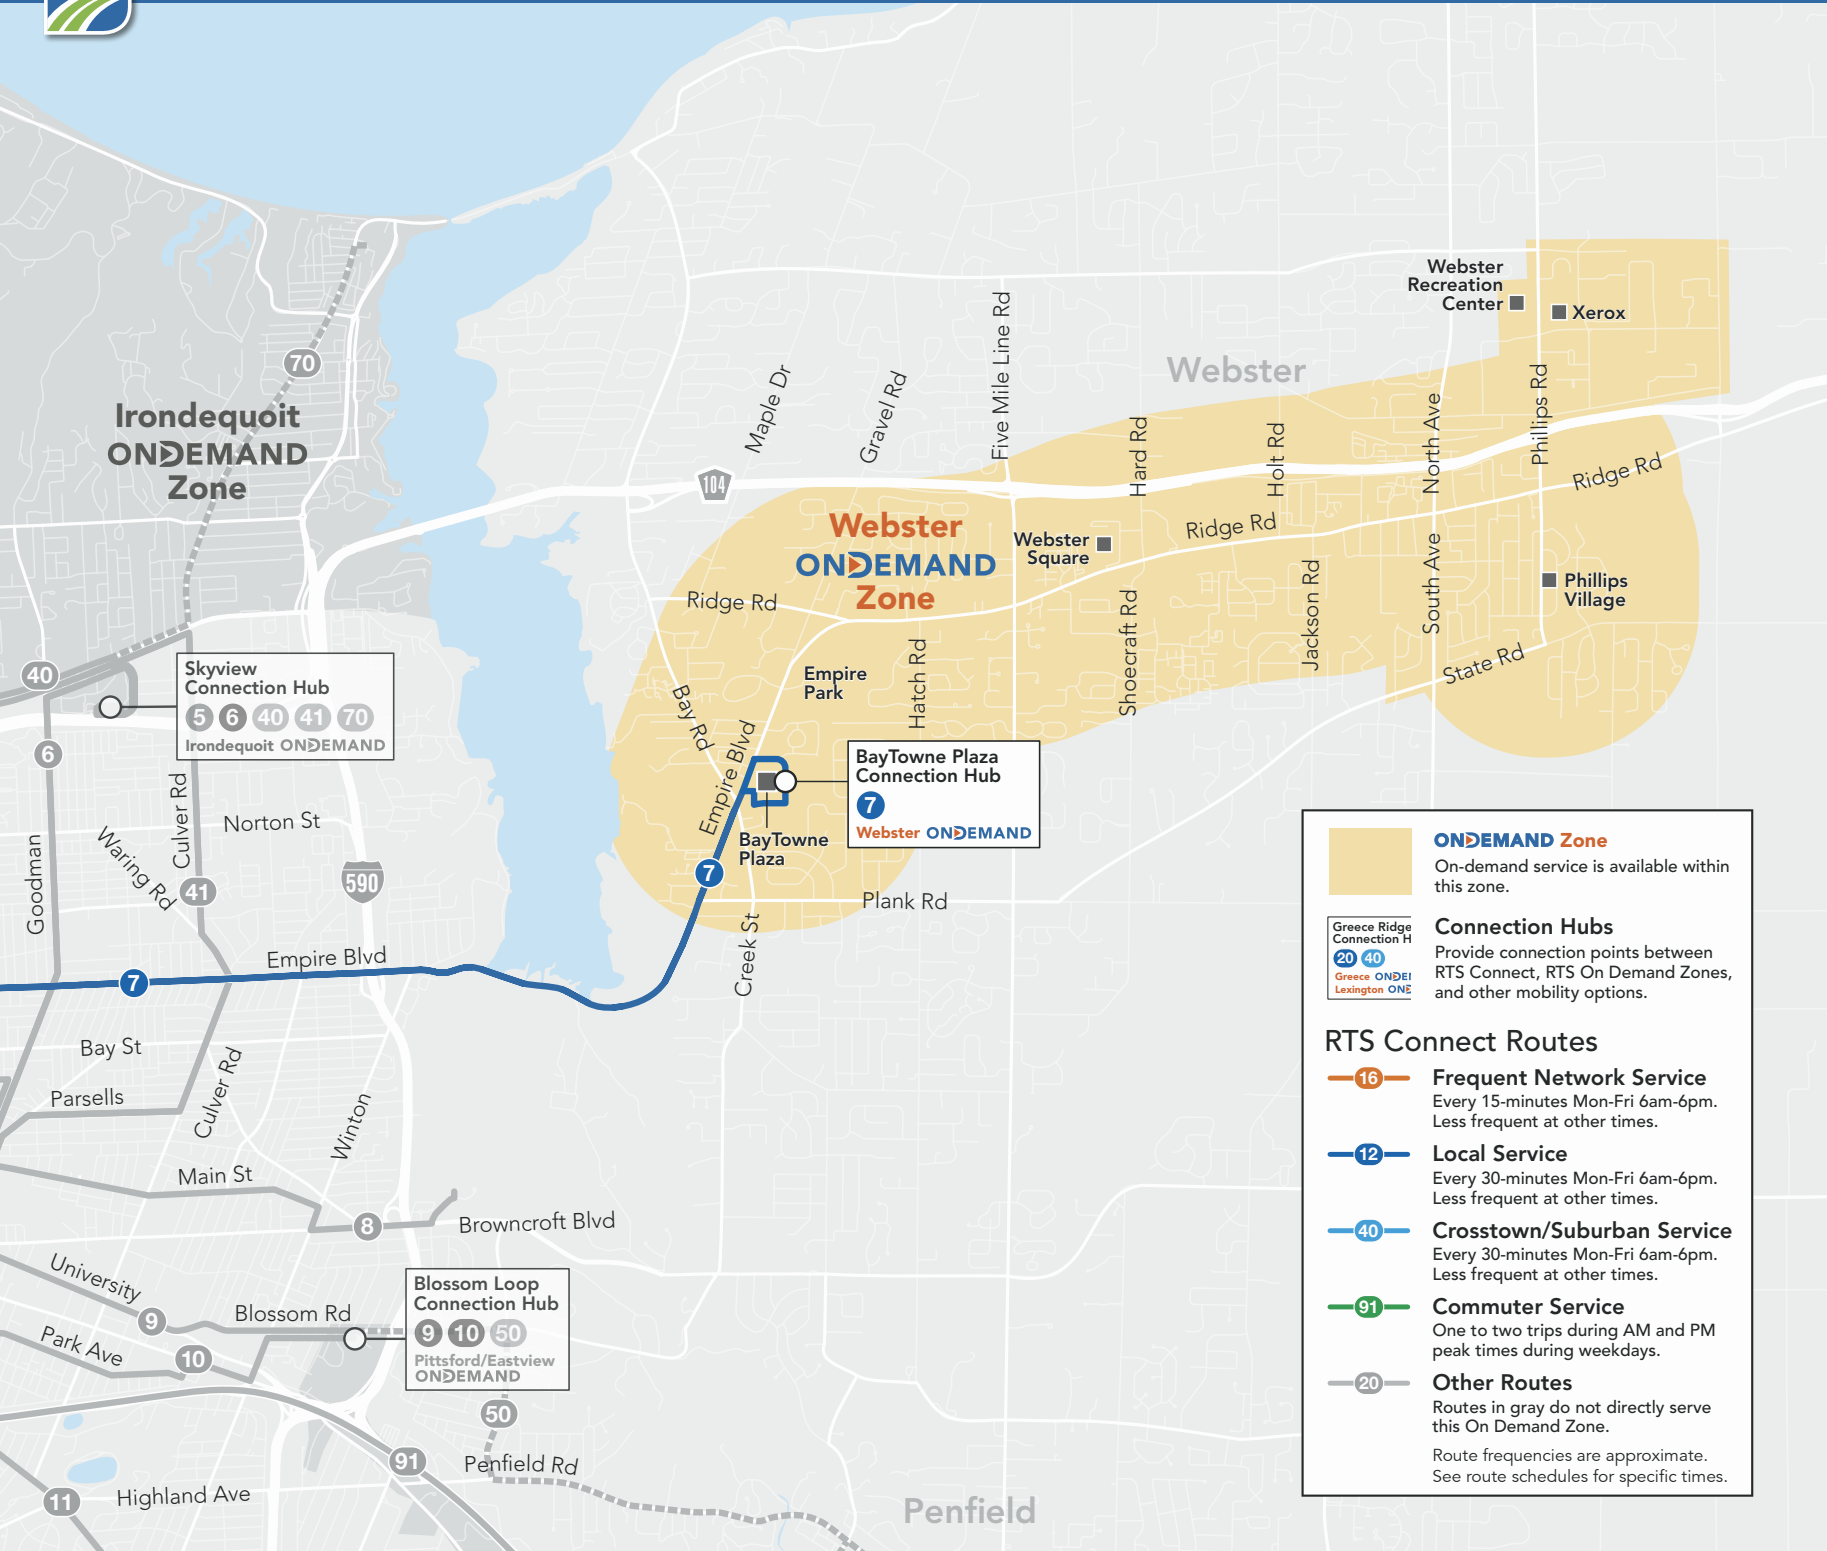 Irondequoit
ONDEMAND
Zone
70
40
Skyview
Connection Hub
5 6 40 41 70
Irondequoit ONDEMAND
6
Goodman
Waring Rd
Culver Rd
41
Norton St
590
7
Empire Blvd
Bay St
Parsells
Culver Rd
Winton
Main St
8
Browncroft Blvd
University
9
Blossom Rd
Park Ave
10
Blossom Loop
Connection Hub
9 10 50
Pittsford/Eastview
ONDEMAND
50
91
Penfield Rd
11
Highland Ave
Penfield
104
Maple Dr
Gravel Rd
Five Mile Line Rd
Webster
Hard Rd
Holt Rd
North Ave
Phillips Rd
Ridge Rd
Webster
Recreation
Center
Xerox
Webster
ONDEMAND
Zone
Webster
Square
Ridge Rd
Ridge Rd
Bay Rd
Empire
Park
Hatch Rd
Shoecraft Rd
Jackson Rd
South Ave
State Rd
Phillips
Village
Empire Blvd
BayTowne Plaza
Connection Hub
7
Webster ONDEMAND
BayTowne
Plaza
7
Plank Rd
Creek St
ONDEMAND Zone
On-demand service is available within
this zone.
Greece Ridge
Connection H
20 40
Greece ONDE
Lexington ON
Connection Hubs
Provide connection points between
RTS Connect, RTS On Demand Zones,
and other mobility options.
RTS Connect Routes
16
Frequent Network Service
Every 15-minutes Mon-Fri 6am-6pm.
Less frequent at other times.
12
Local Service
Every 30-minutes Mon-Fri 6am-6pm.
Less frequent at other times.
40
Crosstown/Suburban Service
Every 30-minutes Mon-Fri 6am-6pm.
Less frequent at other times.
91
Commuter Service
One to two trips during AM and PM
peak times during weekdays.
20
Other Routes
Routes in gray do not directly serve
this On Demand Zone.
Route frequencies are approximate.
See route schedules for specific times.